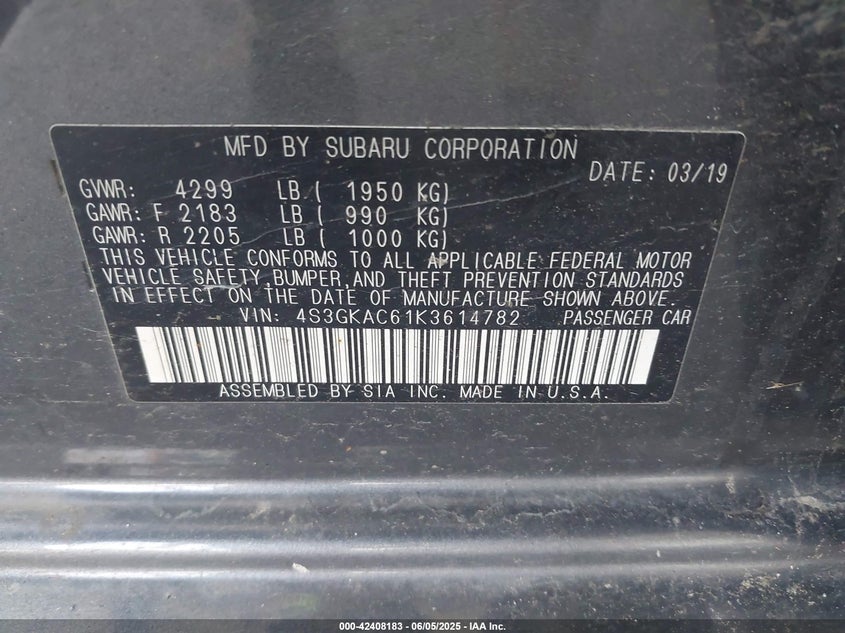 MFD BY SUBARU CORPORATION
DATE: 03/19
GVWR: 4299 LB ( 1950 KG)
GAWR: F 2183 LB ( 990 KG)
GAWR: R 2205 LB ( 1000 KG)
THIS VEHICLE CONFORMS TO ALL APPLICABLE FEDERAL MOTOR
VEHICLE SAFETY,BUMPER,AND THEFT PREVENTION STANDARDS
IN EFFECT ON THE DATE OF MANUFACTURE SHOWN ABOVE.
VIN: 4S3GKAC61K3614782 PASSENGER CAR
ASSEMBLED BY SIA INC. MADE IN U.S.A.
000-42408183 - 06/05/2025 - IAA Inc.